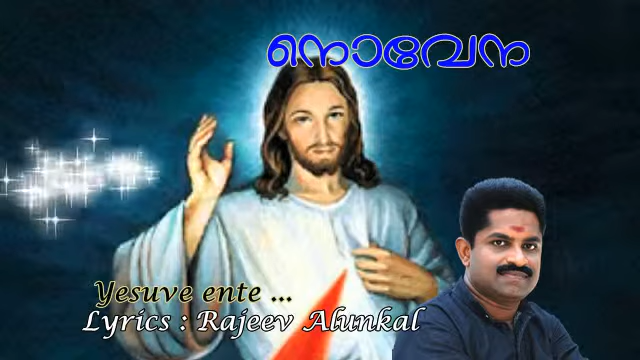 നൊവേന
Yesuve ente ...
Lyrics : Rajeev Alunkal